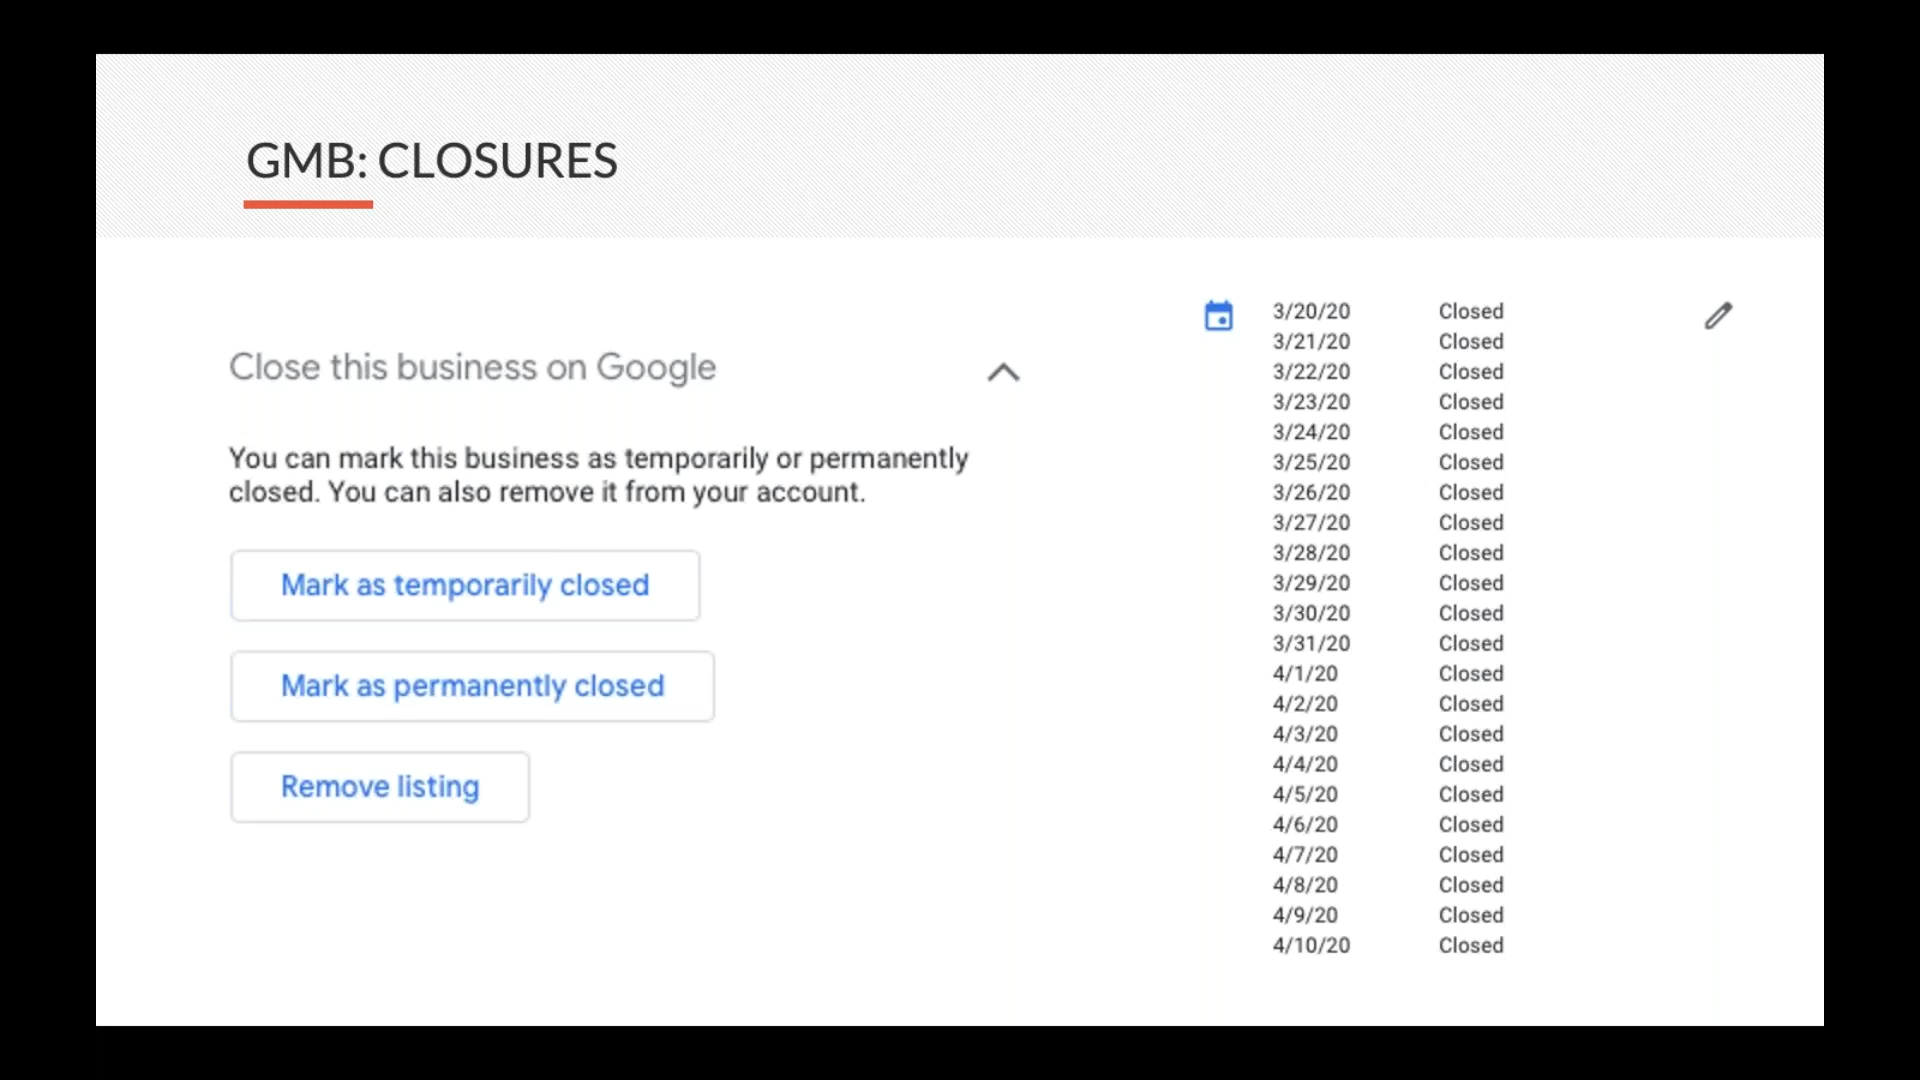 GMB: CLOSURES
Close this business on Google
You can mark this business as temporarily or permanently
closed. You can also remove it from your account.
Mark as temporarily closed
Mark as permanently closed
Remove listing
3/20/20 Closed
3/21/20 Closed
3/22/20 Closed
3/23/20 Closed
3/24/20 Closed
3/25/20 Closed
3/26/20 Closed
3/27/20 Closed
3/28/20 Closed
3/29/20 Closed
3/30/20 Closed
3/31/20 Closed
4/1/20 Closed
4/2/20 Closed
4/3/20 Closed
4/4/20 Closed
4/5/20 Closed
4/6/20 Closed
4/7/20 Closed
4/8/20 Closed
4/9/20 Closed
4/10/20 Closed